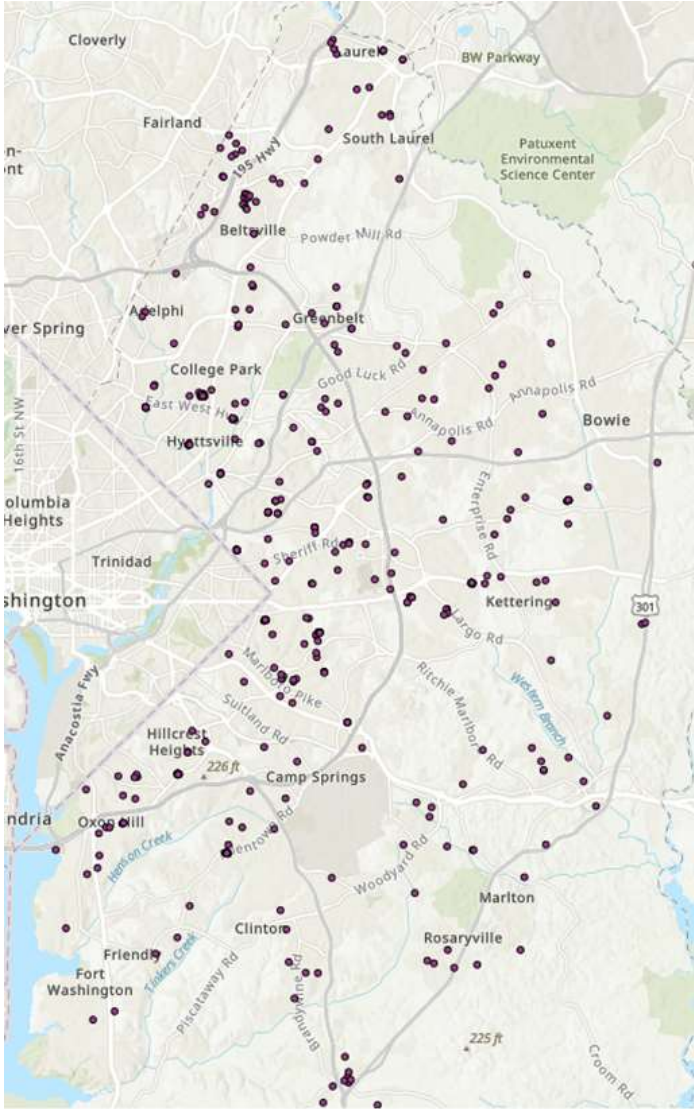 Cloverly
Laurel
BW Parkway
Fairland
n-
ont
195 Hwy
South Laurel
Patuxent
Environmental
Science Center
Beltsville
Powder Mill Rd
Adelphi
Greenbelt
ver Spring
College Park
Good Luck Rd
Annapolis Rd
16th St NW
East West Hwy
Annapolis Rd
Bowie
Hyattsville
Enterprise Rd
olumbia
Heights
Sheriff Rd
Trinidad
shington
Kettering
301
Largo Rd
Marlboro Pike
Ritchie Marlboro Rd
Western Branch
Anacostia Fwy
Suitland Rd
Hillcrest
Heights
226 ft
Camp Springs
ndria
Oxon Hill
Henson Creek
entown Rd
Woodyard Rd
Marlton
Clinton
Rosaryville
Friendly
Tinkers Creek
Fort
Washington
Piscataway Rd
Brandywine Rd
225 ft
Croom Rd